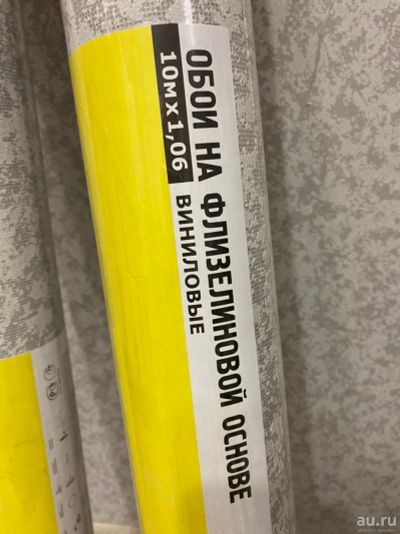 ОБОИ НА ФЛИЗЕЛИНОВОЙ ОСНОВЕ
10м х 1,06
ВИНИЛОВЫЕ
au.ru